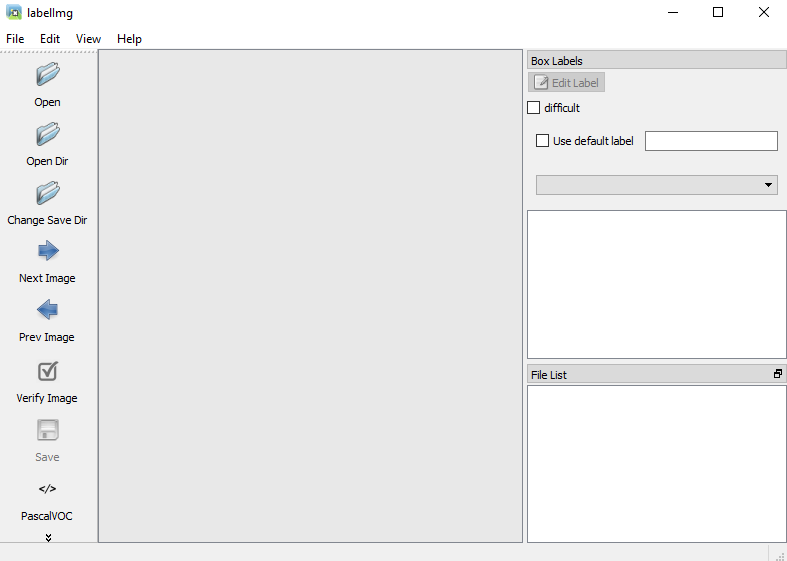 labelImg
File Edit View Help
Open
Open Dir
Change Save Dir
Next Image
Prev Image
Verify Image
Save
</>
PascalVOC
Box Labels
Edit Label
difficult
Use default label
File List